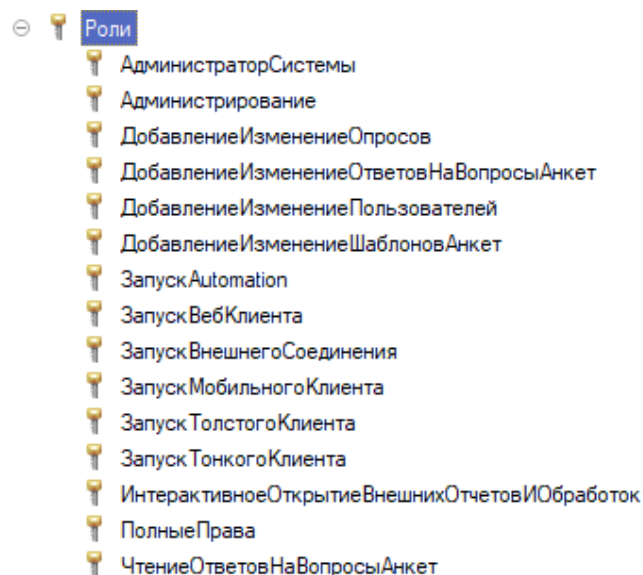 Роли
АдминистраторСистемы
Администрирование
ДобавлениеИзменениеОпросов
ДобавлениеИзменениеОтветовНаВопросыАнкет
ДобавлениеИзменениеПользователей
ДобавлениеИзменениеШаблоновАнкет
ЗапускAutomation
ЗапускВебКлиента
ЗапускВнешнегоСоединения
ЗапускМобильногоКлиента
ЗапускТолстогоКлиента
ЗапускТонкогоКлиента
ИнтерактивноеОткрытиеВнешнихОтчетовИОбработок
ПолныеПрава
ЧтениеОтветовНаВопросыАнкет